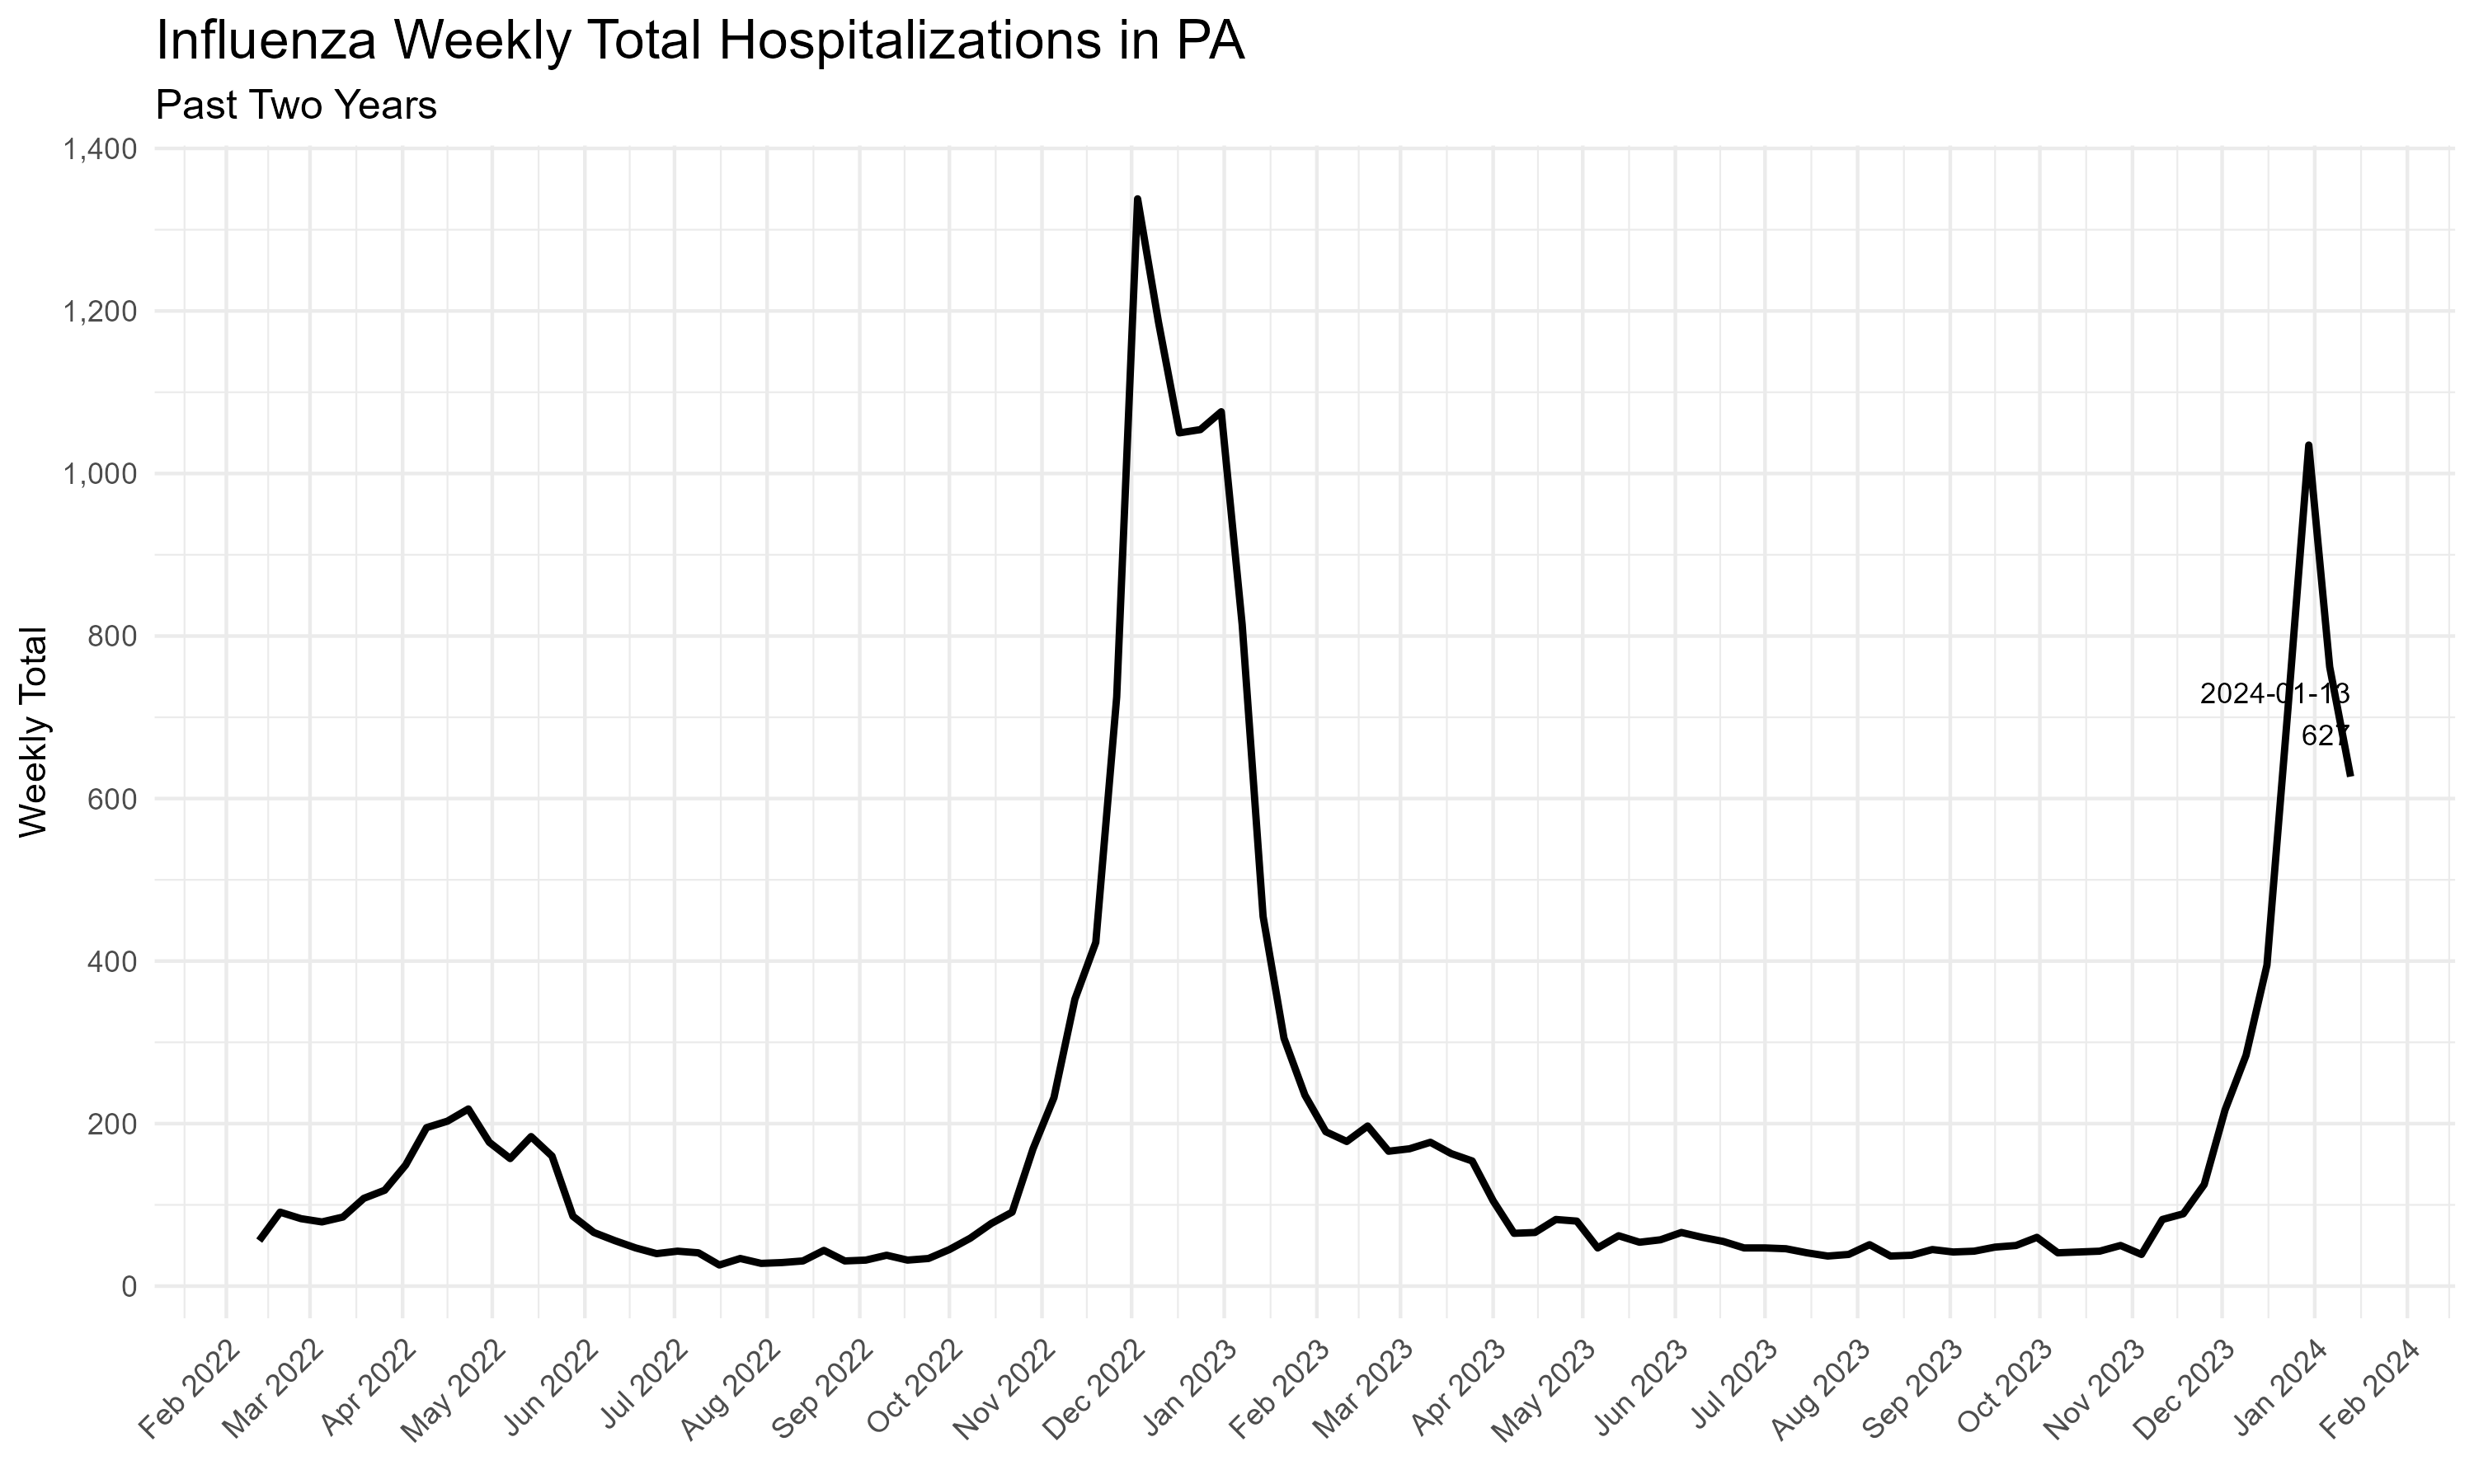 Influenza Weekly Total Hospitalizations in PA
Past Two Years
1,400
1,200
1,000
800
600
400
200
0
Weekly Total
2024-01-13
627
Feb 2022
Mar 2022
Apr 2022
May 2022
Jun 2022
Jul 2022
Aug 2022
Sep 2022
Oct 2022
Nov 2022
Dec 2022
Jan 2023
Feb 2023
Mar 2023
Apr 2023
May 2023
Jun 2023
Jul 2023
Aug 2023
Sep 2023
Oct 2023
Nov 2023
Dec 2023
Jan 2024
Feb 2024